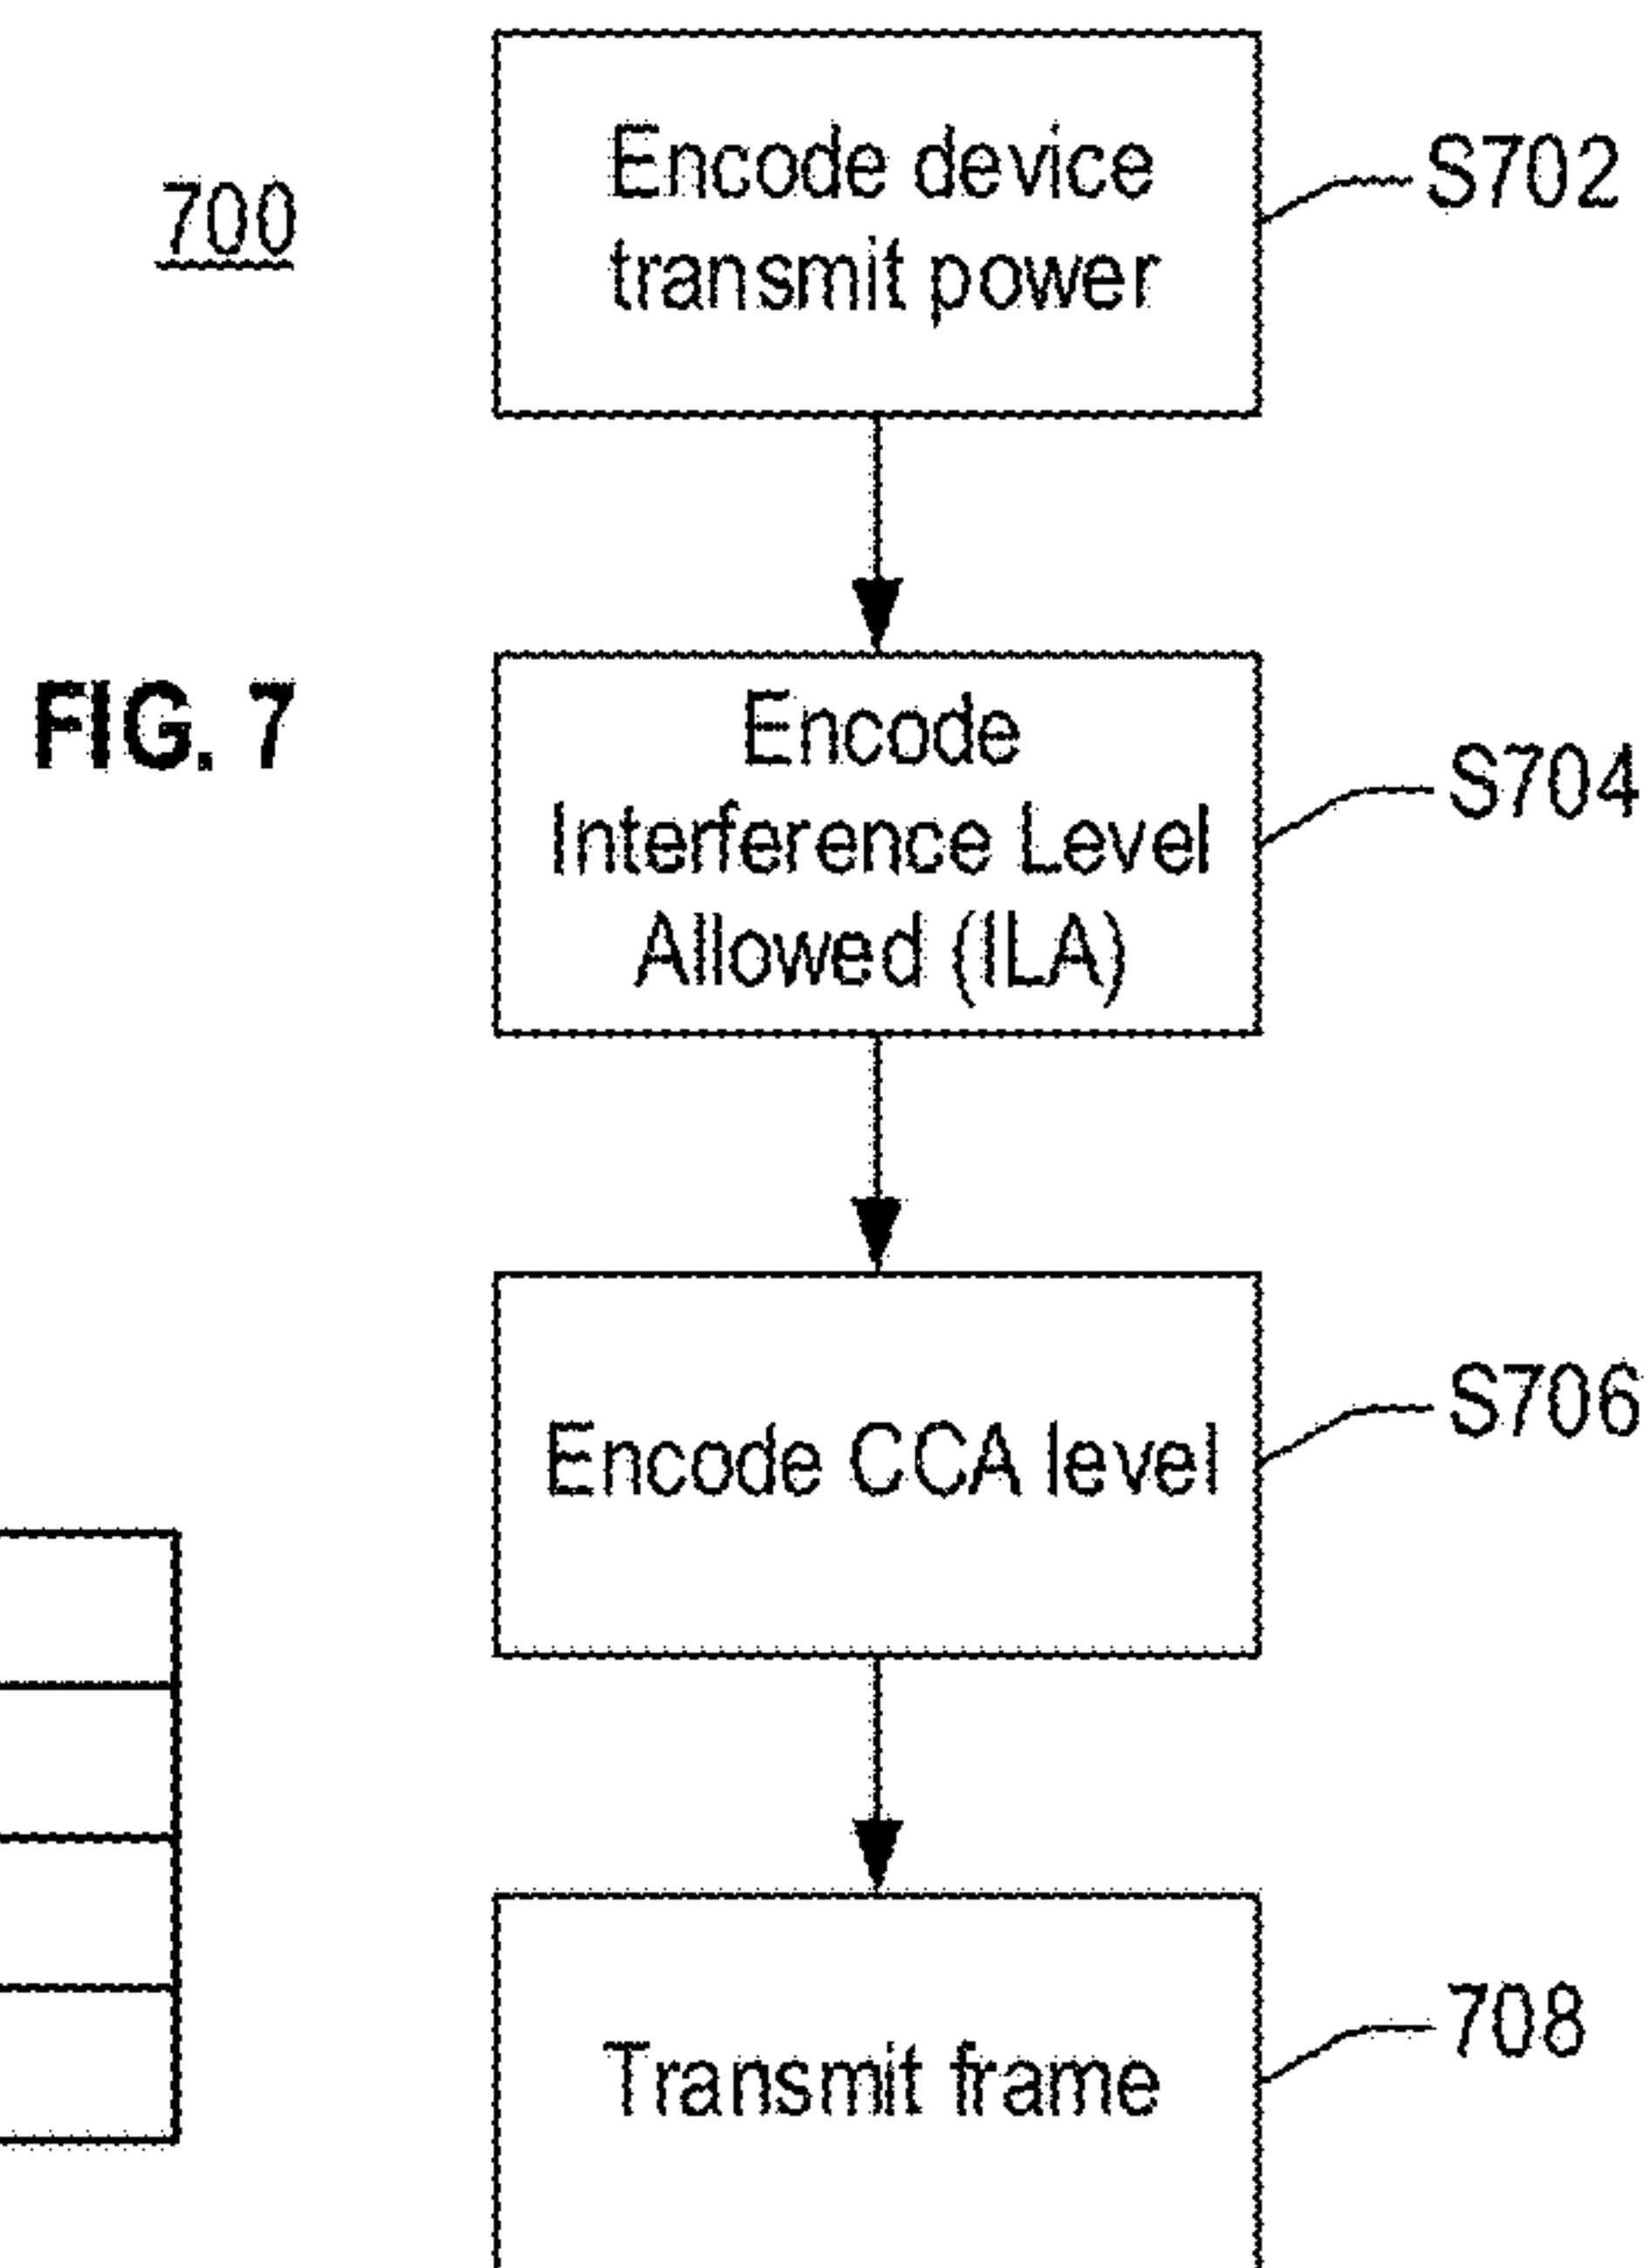 700
Encode device
transmit power
S702
FIG. 7
Encode
Interference Level
Allowed (ILA)
S704
Encode CCA level
S706
Transmit frame
708